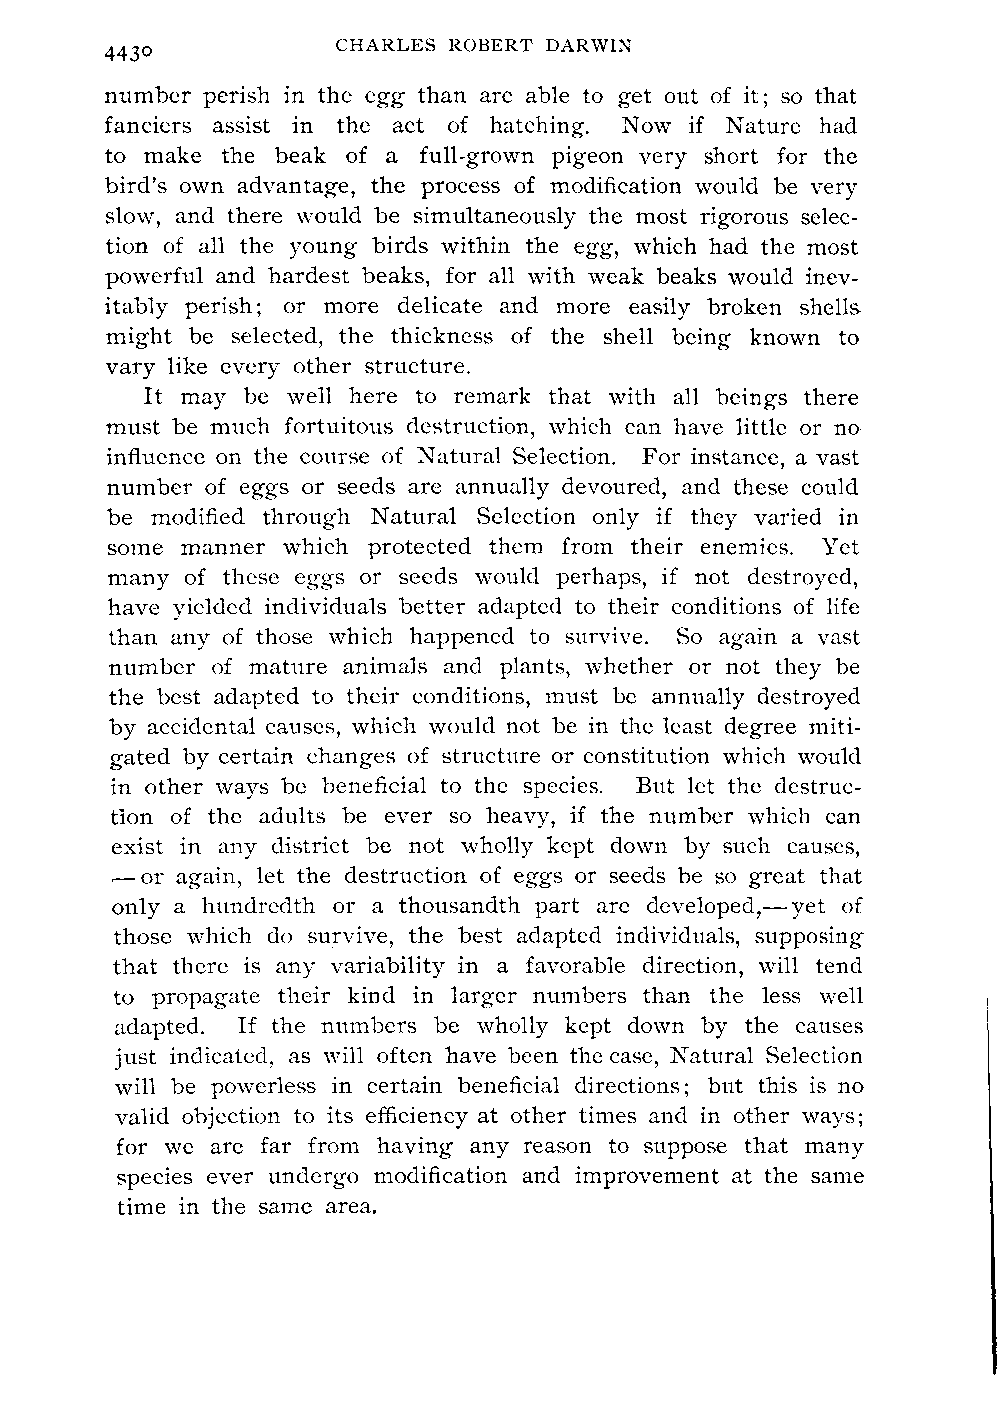 4430
CHARLES ROBERT DARWIN
number perish in the egg than are able to get out of it; so that
fanciers assist in the act of hatching. Now if Nature had
to make the beak of a full-grown pigeon very short for the
bird's own advantage, the process of modification would be very
slow, and there would be simultaneously the most rigorous selec-
tion of all the young birds within the egg, which had the most
powerful and hardest beaks, for all with weak beaks would inev-
itably perish; or more delicate and more easily broken shells
might be selected, the thickness of the shell being known to
vary like every other structure.
It may be well here to remark that with all beings there
must be much fortuitous destruction, which can have little or no
influence on the course of Natural Selection. For instance, a vast
number of eggs or seeds are annually devoured, and these could
be modified through Natural Selection only if they varied in
some manner which protected them from their enemies. Yet
many of these eggs or seeds would perhaps, if not destroyed,
have yielded individuals better adapted to their conditions of life
than any of those which happened to survive. So again a vast
number of mature animals and plants, whether or not they be
the best adapted to their conditions, must be annually destroyed
by accidental causes, which would not be in the least degree miti-
gated by certain changes of structure or constitution which would
in other ways be beneficial to the species. But let the destruc-
tion of the adults be ever so heavy, if the number which can
exist in any district be not wholly kept down by such causes,
—or again, let the destruction of eggs or seeds be so great that
only a hundredth or a thousandth part are developed,—yet of
those which do survive, the best adapted individuals, supposing
that there is any variability in a favorable direction, will tend
to propagate their kind in larger numbers than the less well
adapted. If the numbers be wholly kept down by the causes
just indicated, as will often have been the case, Natural Selection
will be powerless in certain beneficial directions; but this is no
valid objection to its efficiency at other times and in other ways;
for we are far from having any reason to suppose that many
species ever undergo modification and improvement at the same
time in the same area.